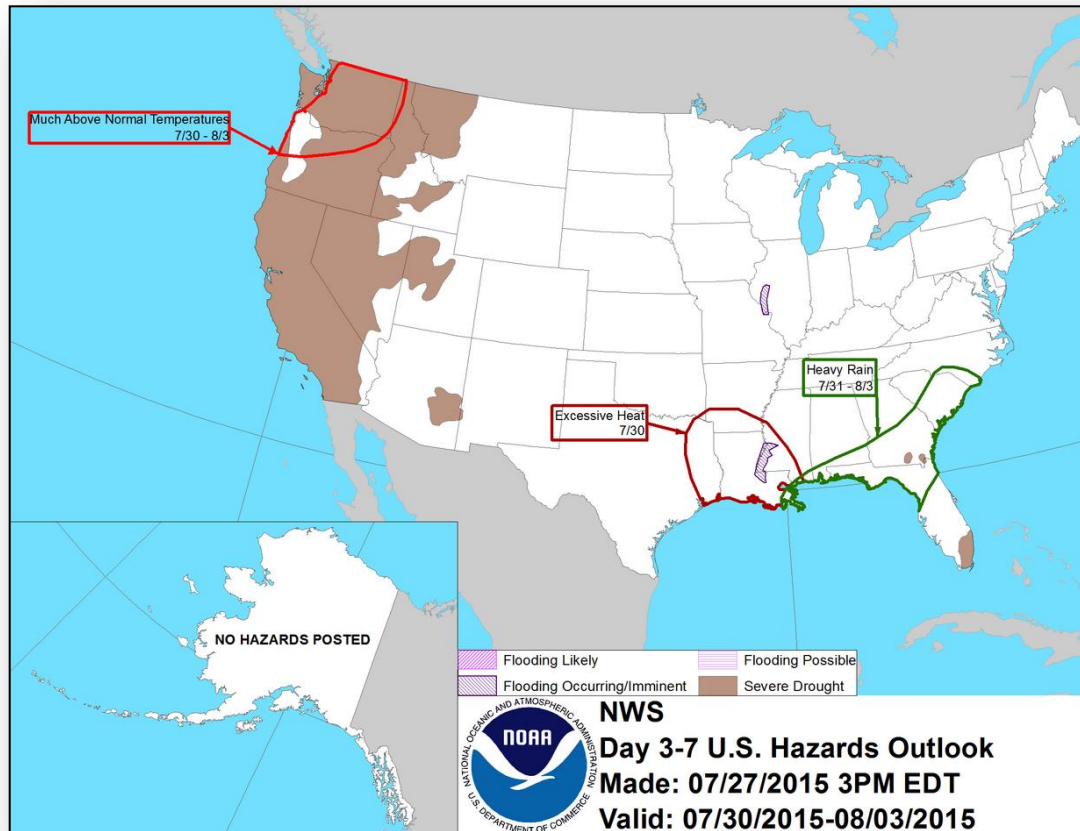 Much Above Normal Temperatures
7/30 - 8/3
Heavy Rain
7/31 - 8/3
Excessive Heat
7/30
NO HAZARDS POSTED
Flooding Likely
Flooding Possible
Flooding Occurring/Imminent
Severe Drought
NATIONAL OCEANIC AND ATMOSPHERIC ADMINISTRATION
NOAA
U.S. DEPARTMENT OF COMMERCE
NWS
Day 3-7 U.S. Hazards Outlook
Made: 07/27/2015 3PM EDT
Valid: 07/30/2015-08/03/2015